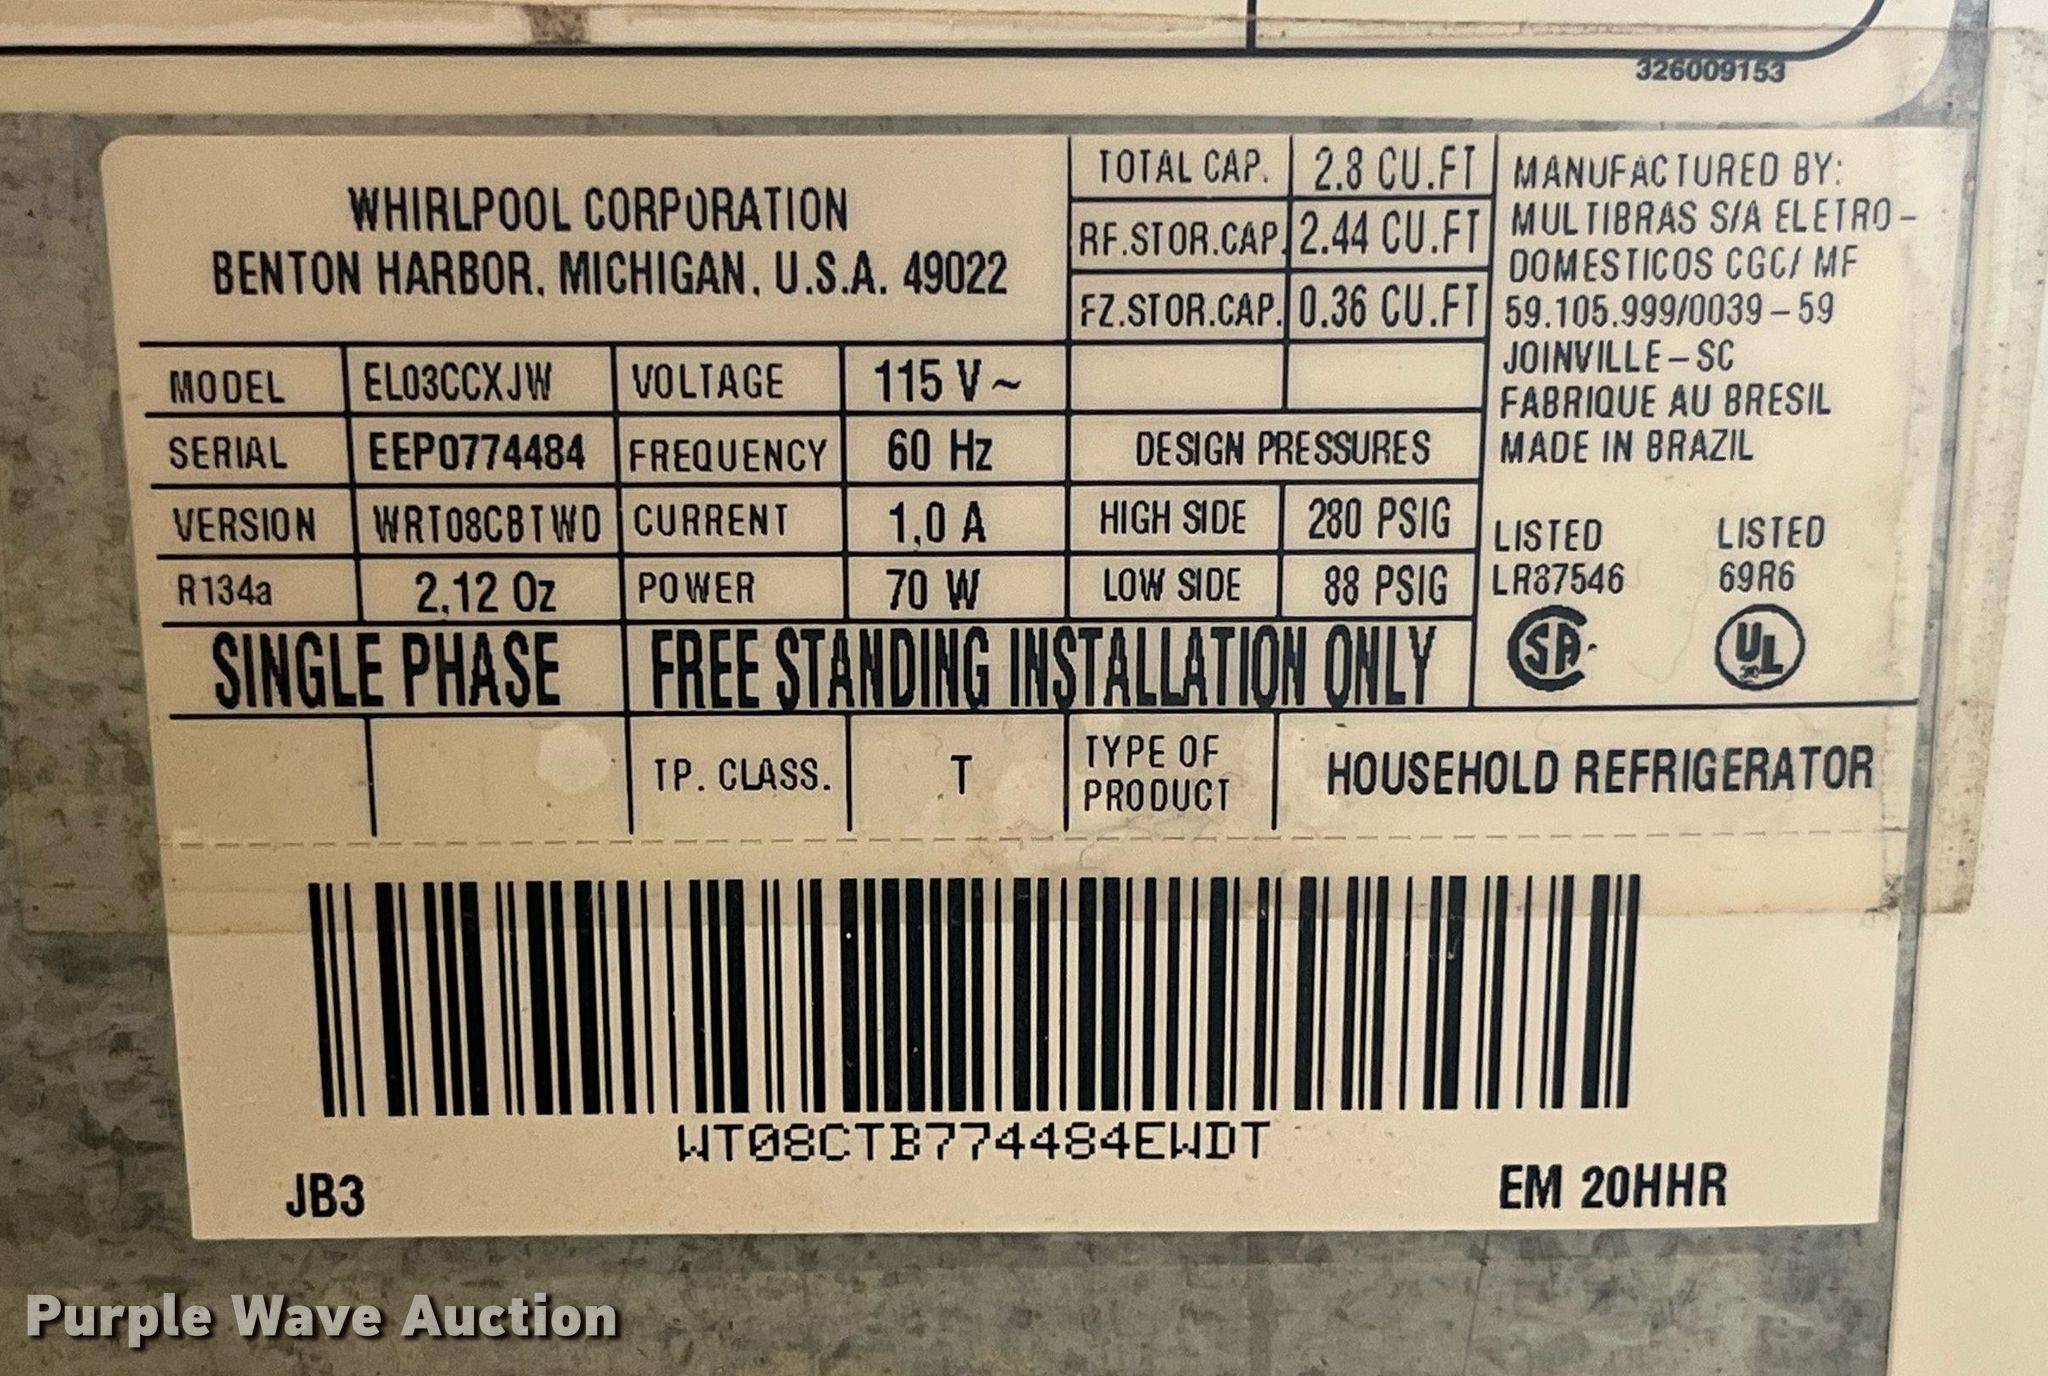 326009153
WHIRLPOOL CORPORATION
BENTON HARBOR, MICHIGAN, U.S.A. 49022
TOTAL CAP. 2.8 CU.FT
RF.STOR.CAP. 2.44 CU.FT
FZ.STOR.CAP. 0.36 CU.FT
MANUFACTURED BY:
MULTIBRAS S/A ELETRO-
DOMESTICOS CGC/ MF
59.105.999/0039-59
JOINVILLE-SC
FABRIQUE AU BRESIL
MADE IN BRAZIL
MODEL EL03CCXJW VOLTAGE 115 V ~
SERIAL EEP0774484 FREQUENCY 60 Hz DESIGN PRESSURES
VERSION WRT08CBTWD CURRENT 1,0 A HIGH SIDE 280 PSIG
R134a 2,12 Oz POWER 70 W LOW SIDE 88 PSIG
LISTED LISTED
LR87546 69R6
SA UL
SINGLE PHASE FREE STANDING INSTALLATION ONLY
TP. CLASS. T TYPE OF PRODUCT HOUSEHOLD REFRIGERATOR
WT08CTB774484EWDT
JB3 EM 20HHR
Purple Wave Auction